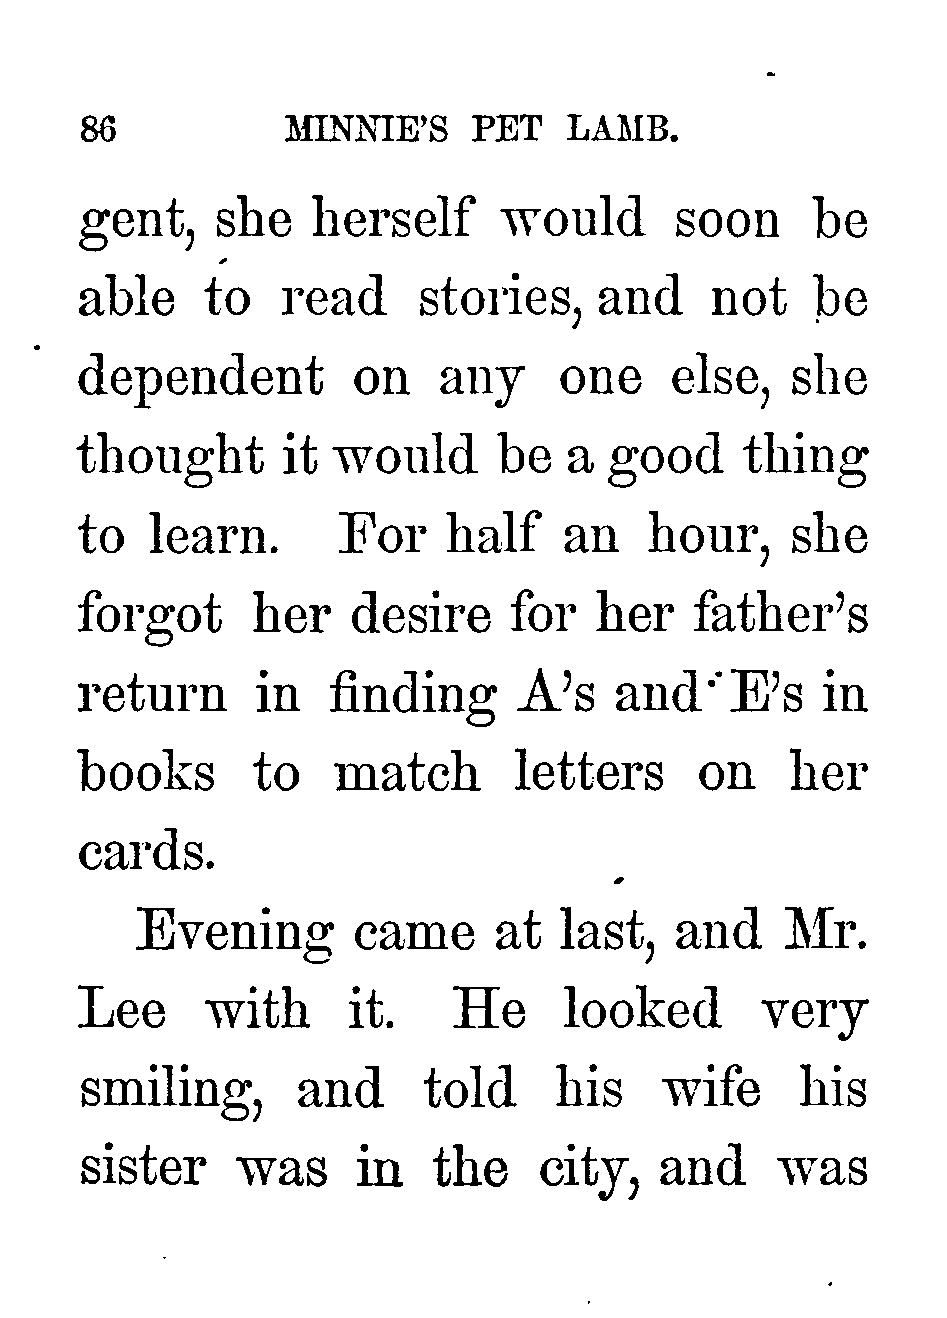 86 MINNIE'S PET LAMB.
gent, she herself would soon be
able to read stories, and not be
dependent on any one else, she
thought it would be a good thing
to learn. For half an hour, she
forgot her desire for her father's
return in finding A's and E's in
books to match letters on her
cards.
Evening came at last, and Mr.
Lee with it. He looked very
smiling, and told his wife his
sister was in the city, and was